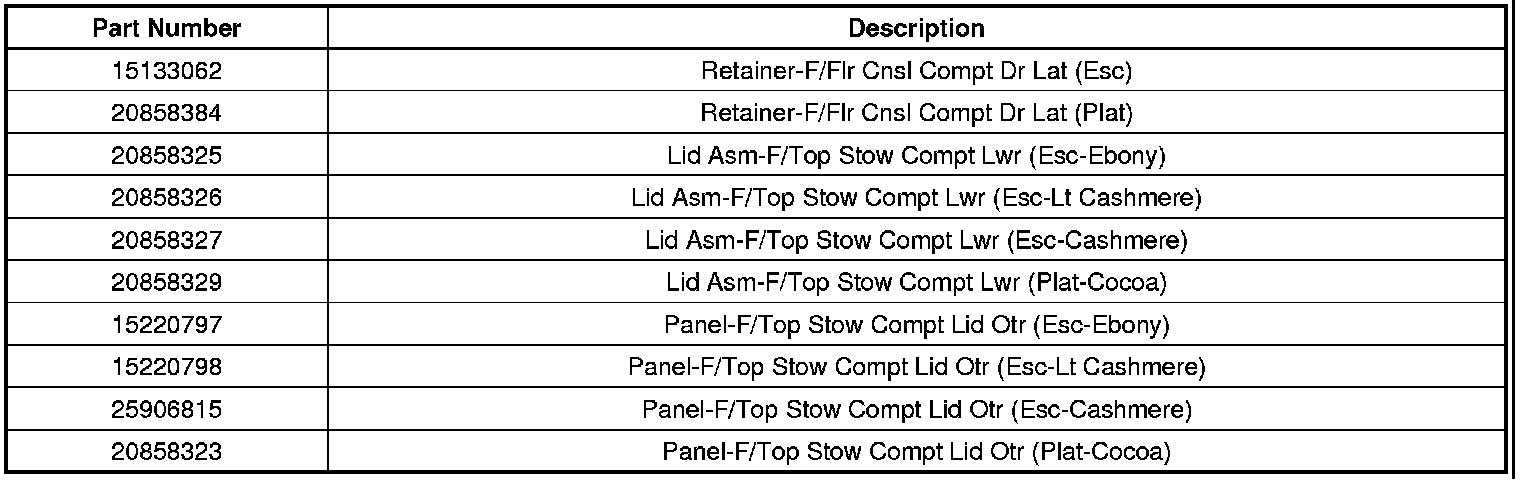 Part Number Description
15133062 Retainer-F/Flr Cnsl Compt Dr Lat (Esc)
20858384 Retainer-F/Flr Cnsl Compt Dr Lat (Plat)
20858325 Lid Asm-F/Top Stow Compt Lwr (Esc-Ebony)
20858326 Lid Asm-F/Top Stow Compt Lwr (Esc-Lt Cashmere)
20858327 Lid Asm-F/Top Stow Compt Lwr (Esc-Cashmere)
20858329 Lid Asm-F/Top Stow Compt Lwr (Plat-Cocoa)
15220797 Panel-F/Top Stow Compt Lid Otr (Esc-Ebony)
15220798 Panel-F/Top Stow Compt Lid Otr (Esc-Lt Cashmere)
25906815 Panel-F/Top Stow Compt Lid Otr (Esc-Cashmere)
20858323 Panel-F/Top Stow Compt Lid Otr (Plat-Cocoa)